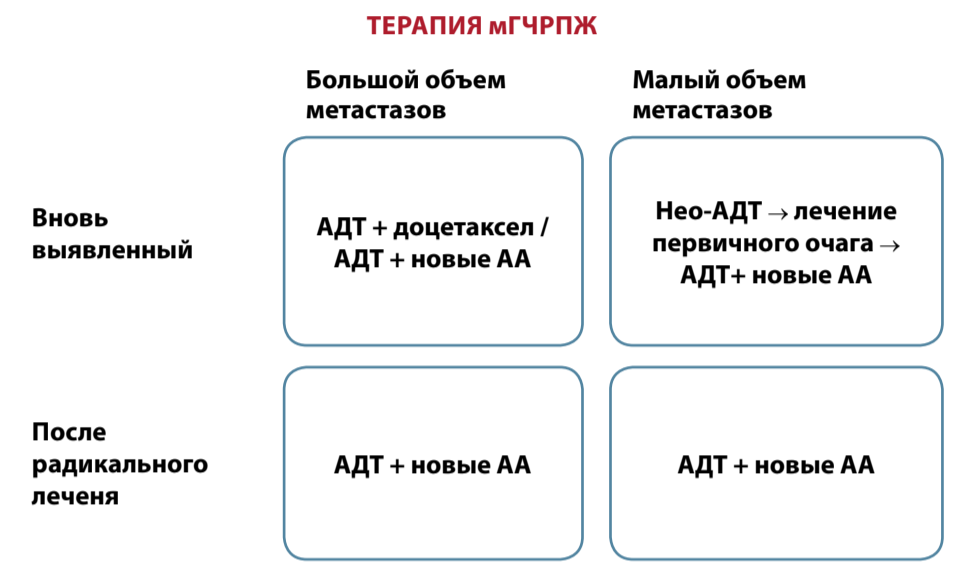 ТЕРАПИЯ мГЧРПЖ
Большой объем
метастазов
Малый объем
метастазов
Вновь
выявленный
АДТ + доцетаксел /
АДТ + новые АА
Нео-АДТ → лечение
первичного очага →
АДТ+ новые АА
После
радикального
леченя
АДТ + новые АА
АДТ + новые АА